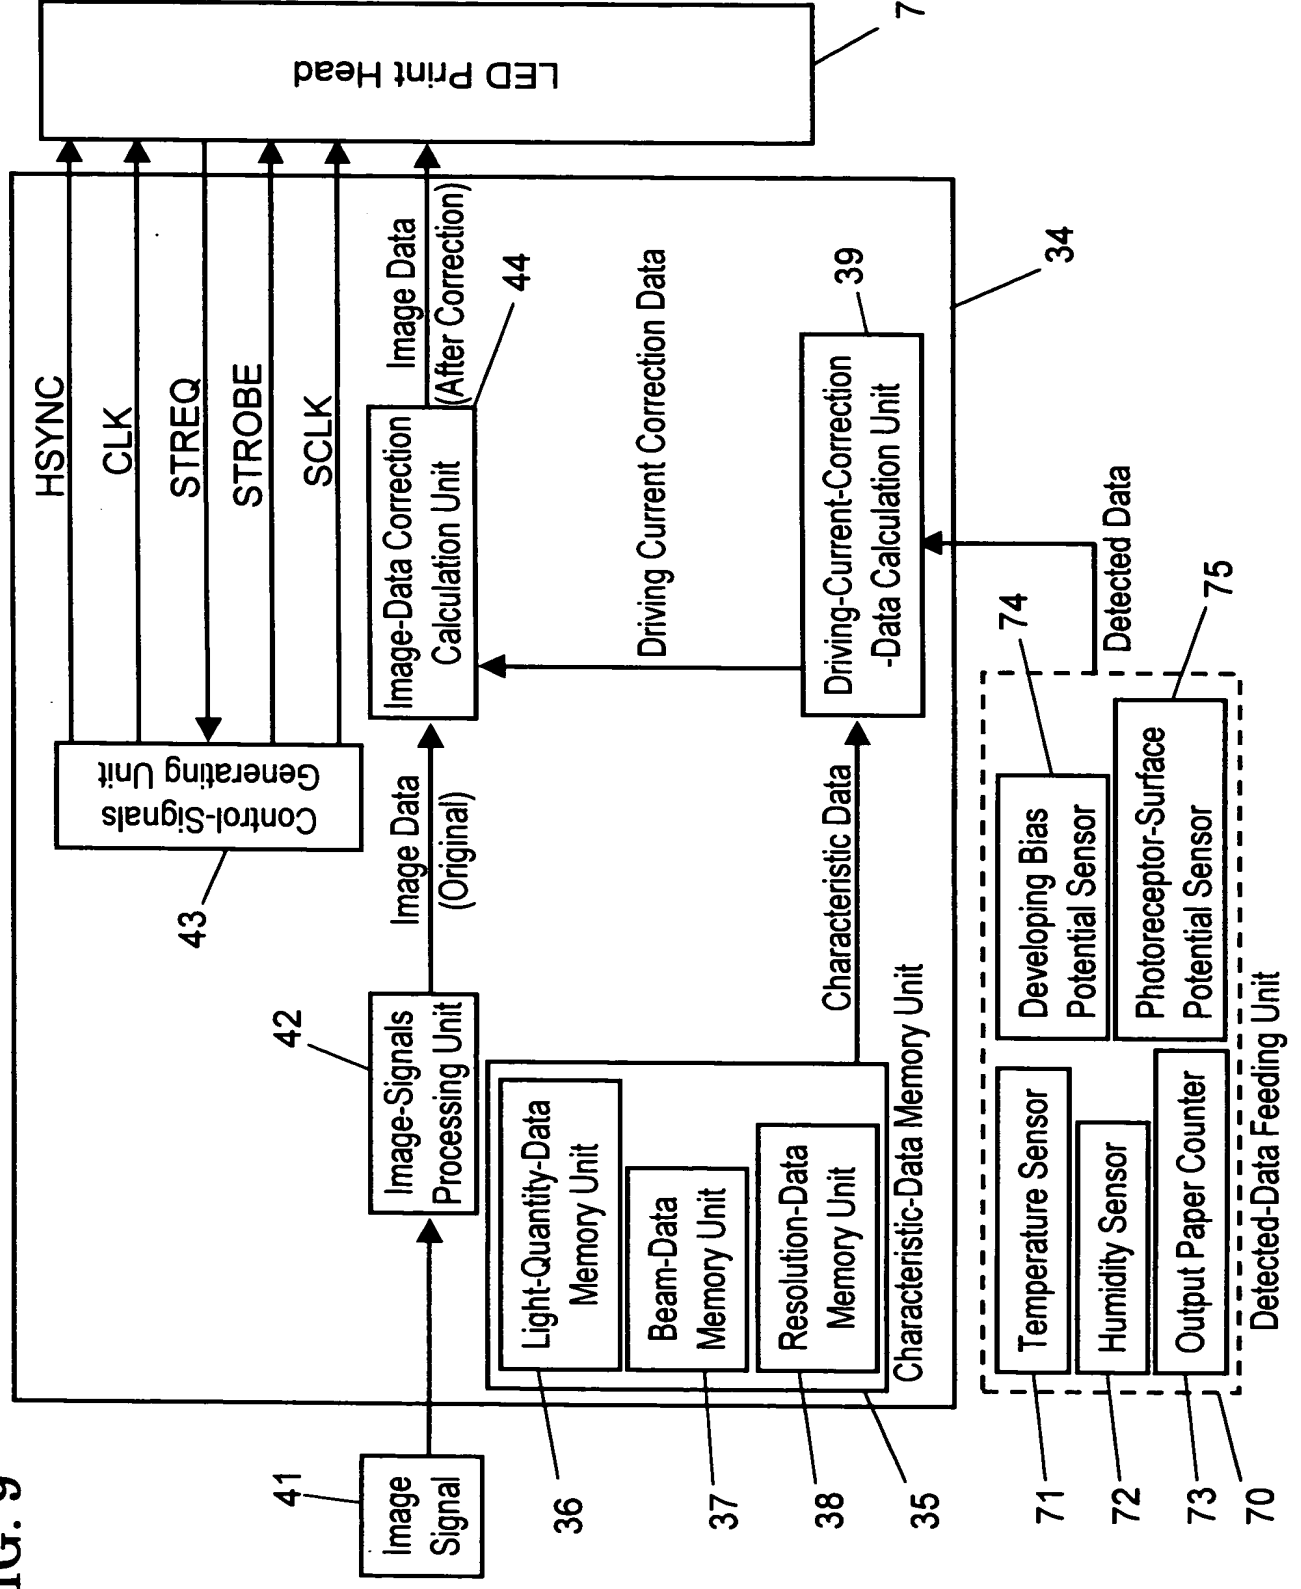 IG. 9
41
Image
Signal
42
Image-Signals
Processing Unit
Image Data
(Original)
43
Control-Signals
Generating Unit
HSYNC
CLK
STREQ
STROBE
SCLK
Image-Data Correction
Calculation Unit
44
Image Data
(After Correction)
LED Print Head
7
36
Light-Quantity-Data
Memory Unit
37
Beam-Data
Memory Unit
38
Resolution-Data
Memory Unit
35
Characteristic-Data Memory Unit
Characteristic Data
Driving Current Correction Data
Driving-Current-Correction
-Data Calculation Unit
39
34
Detected Data
71
Temperature Sensor
72
Humidity Sensor
73
Output Paper Counter
70
Developing Bias
Potential Sensor
74
Photoreceptor-Surface
Potential Sensor
75
Detected-Data Feeding Unit